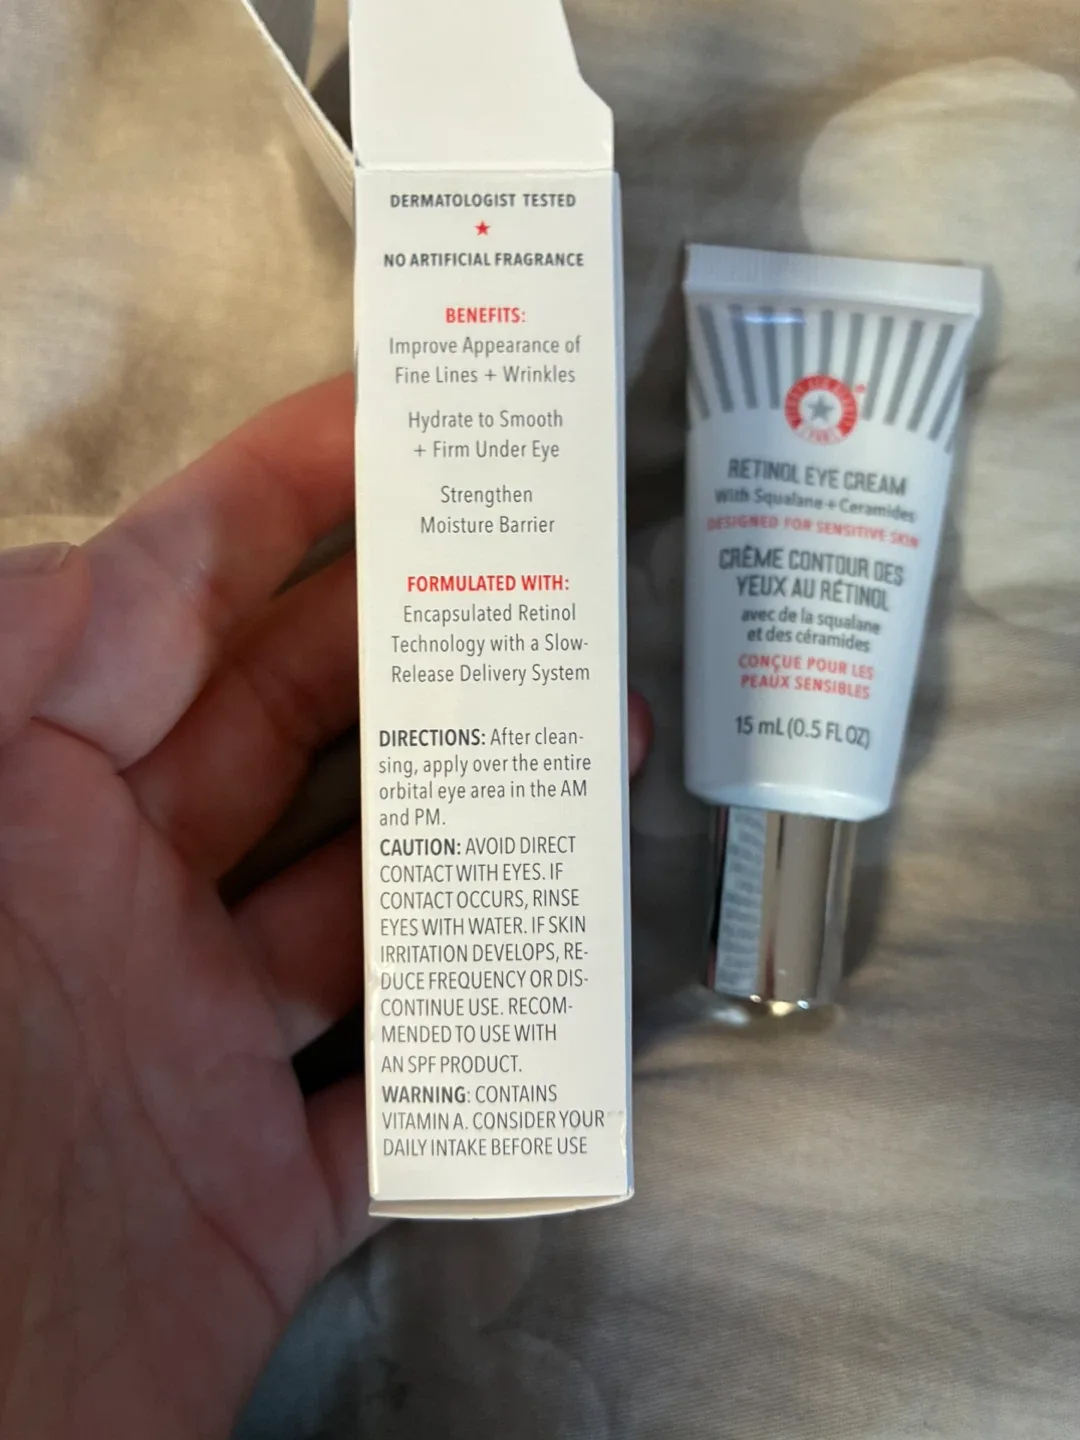 DERMATOLOGIST TESTED
NO ARTIFICIAL FRAGRANCE
BENEFITS:
Improve Appearance of
Fine Lines + Wrinkles
Hydrate to Smooth
+ Firm Under Eye
Strengthen
Moisture Barrier
FORMULATED WITH:
Encapsulated Retinol
Technology with a Slow-
Release Delivery System
DIRECTIONS: After clean-
sing, apply over the entire
orbital eye area in the AM
and PM.
CAUTION: AVOID DIRECT
CONTACT WITH EYES. IF
CONTACT OCCURS, RINSE
EYES WITH WATER. IF SKIN
IRRITATION DEVELOPS, RE-
DUCE FREQUENCY OR DIS-
CONTINUE USE. RECOM-
MENDED TO USE WITH
AN SPF PRODUCT.
WARNING: CONTAINS
VITAMIN A. CONSIDER YOUR
DAILY INTAKE BEFORE USE
RETINOL EYE CREAM
With Squalane + Ceramides
DESIGNED FOR SENSITIVE SKIN
CRÈME CONTOUR DES
YEUX AU RÉTINOL
avec de la squalane
et des céramides
CONÇUE POUR LES
PEAUX SENSIBLES
15 mL (0.5 FL OZ)